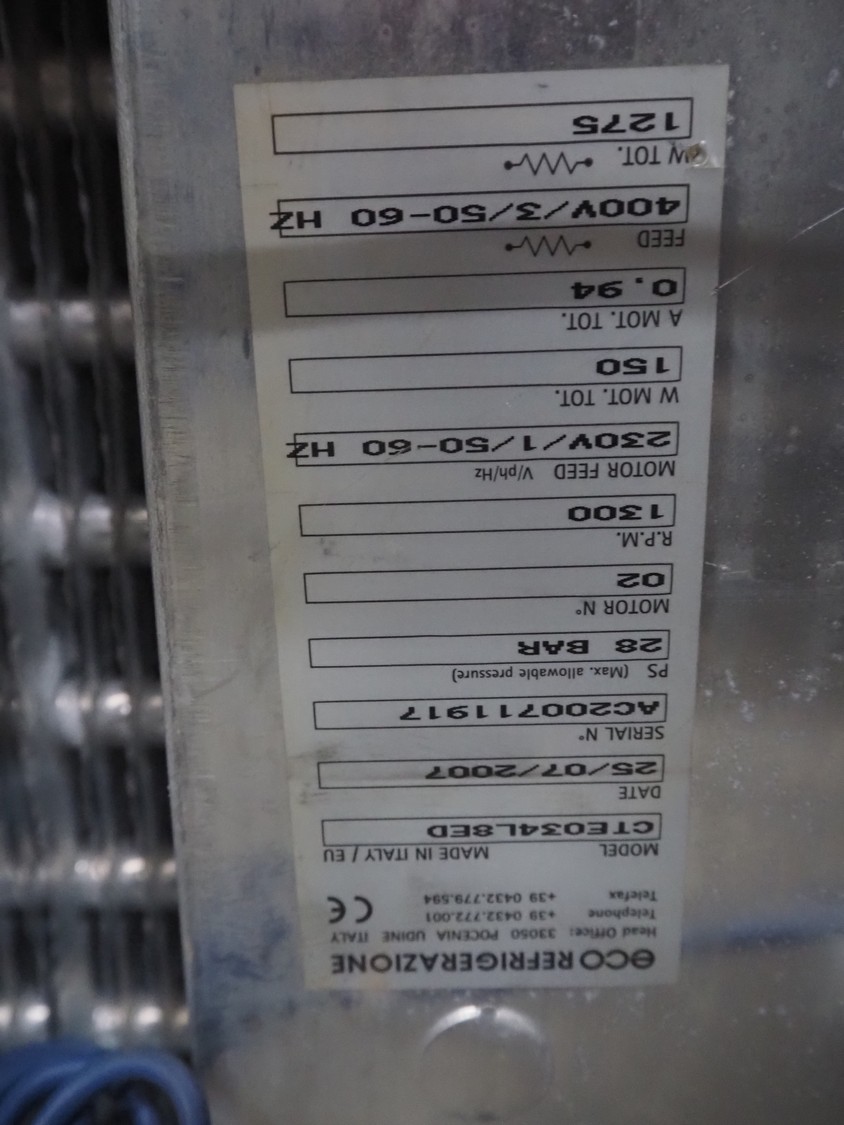 eco REFRIGERAZIONE
Head Office: 33050 POCENIA UDINE ITALY
Telephone +39 0432.772.001
Telefax +39 0432.779.594
CE
MODEL MADE IN ITALY / EU
CTE034L8ED
DATE
25/07/2007
SERIAL N°
AC200711917
PS (Max. allowable pressure)
28 BAR
MOTOR N°
02
R.P.M.
1300
MOTOR FEED V/ph/Hz
230V/1/50-60 HZ
W MOT. TOT.
150
A MOT. TOT.
0.94
FEED
400V/3/50-60 HZ
W TOT.
1275